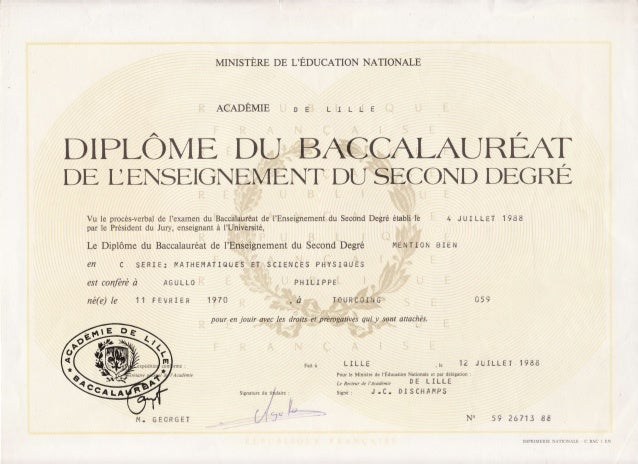 MINISTÈRE DE L'ÉDUCATION NATIONALE
ACADÉMIE DE LILLE
DIPLÔME DU BACCALAURÉAT
DE L'ENSEIGNEMENT DU SECOND DEGRÉ
Vu le procès-verbal de l'examen du Baccalauréat de l'Enseignement du Second Degré établi le 4 JUILLET 1988
par le Président du Jury, enseignant à l'Université,
Le Diplôme du Baccalauréat de l'Enseignement du Second Degré MENTION BIEN
en C SERIE: MATHEMATIQUES ET SCIENCES PHYSIQUES
est conféré à AGULLO PHILIPPE
né(e) le 11 FEVRIER 1970 , à TOURCOING 059
pour en jouir avec les droits et prérogatives qui y sont attachés.
ACADEMIE DE LILLE
BACCALAUREAT
Fait à LILLE , le 12 JUILLET 1988
Pour le Ministre de l'Éducation Nationale et par délégation :
Le Recteur de l'Académie DE LILLE
Signature du titulaire : Signé : J.C. DISCHAMPS
M. GEORGET
N° 59 26713 88
IMPRIMERIE NATIONALE - C BAC 1 EN